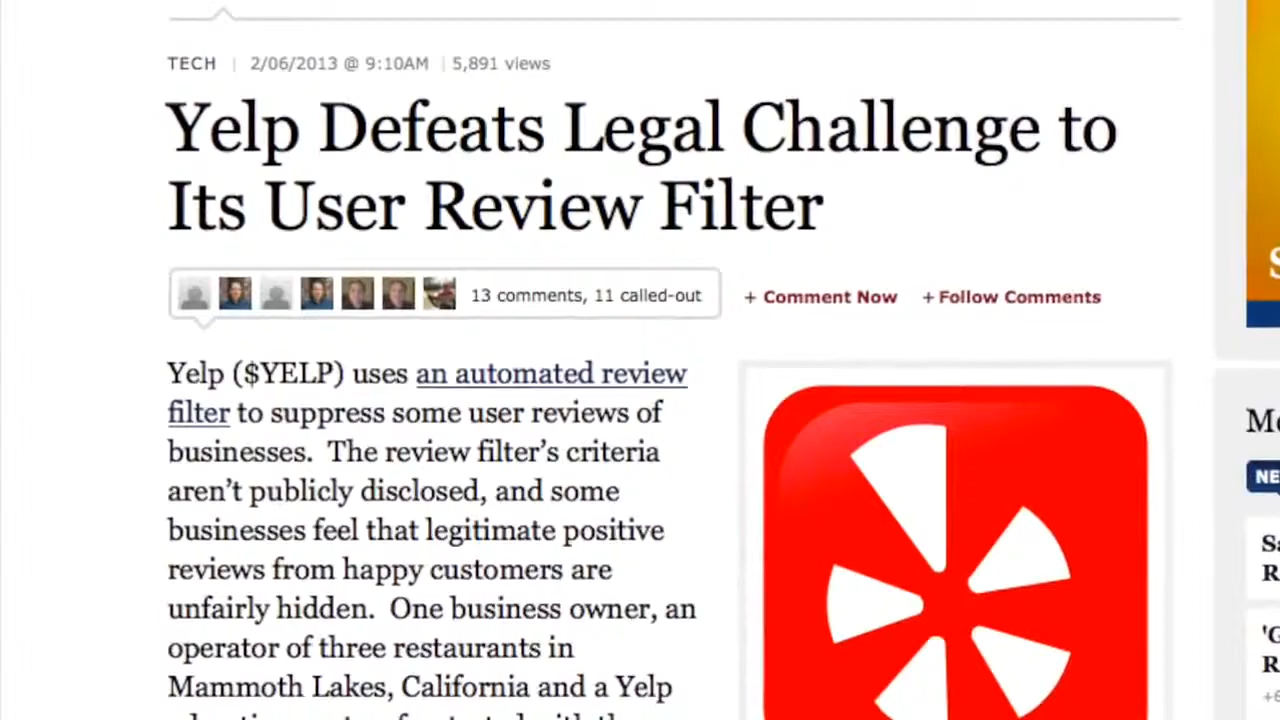 TECH | 2/06/2013 @ 9:10AM | 5,891 views
Yelp Defeats Legal Challenge to
Its User Review Filter
13 comments, 11 called-out
+ Comment Now + Follow Comments
Yelp ($YELP) uses an automated review
filter to suppress some user reviews of
businesses.  The review filter’s criteria
aren’t publicly disclosed, and some
businesses feel that legitimate positive
reviews from happy customers are
unfairly hidden.  One business owner, an
operator of three restaurants in
Mammoth Lakes, California and a Yelp